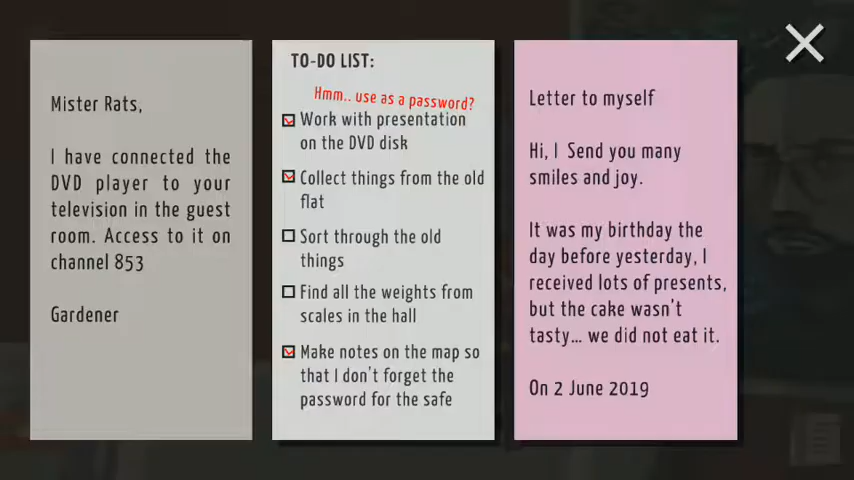 Mister Rats,
I have connected the
DVD player to your
television in the guest
room. Access to it on
channel 853
Gardener
TO-DO LIST:
Hmm.. use as a password?
Work with presentation
on the DVD disk
Collect things from the old
flat
Sort through the old
things
Find all the weights from
scales in the hall
Make notes on the map so
that I don't forget the
password for the safe
Letter to myself
Hi, I Send you many
smiles and joy.
It was my birthday the
day before yesterday, I
received lots of presents,
but the cake wasn't
tasty... we did not eat it.
On 2 June 2019